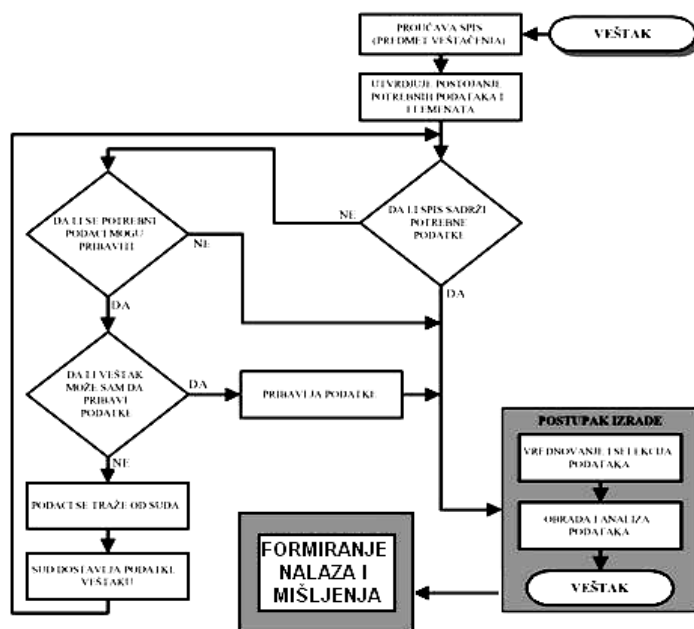 PROUČAVA SPIS
(PREDMET VEŠTAČENJA)
VEŠTAK
UTVRDJUJE POSTOJANJE
POTREBNIH PODATAKA I
ELEMENATA
DA LI SPIS SADRŽI
POTREBNE
PODATKE
NE
DA
DA LI SE POTREBNI
PODACI MOGU
PRIBAVITI
NE
DA
DA LI VEŠTAK
MOŽE SAM DA
PRIBAVI
PODATKE
DA
NE
PRIBAVLJA PODATKE
PODACI SE TRAŽE OD SUDA
SUD DOSTAVLJA PODATKE
VEŠTAKU
POSTUPAK IZRADE
VREDNOVANJE I SELEKCIJA
PODATAKA
OBRADA I ANALIZA
PODATAKA
VEŠTAK
FORMIRANJE
NALAZA I
MIŠLJENJA